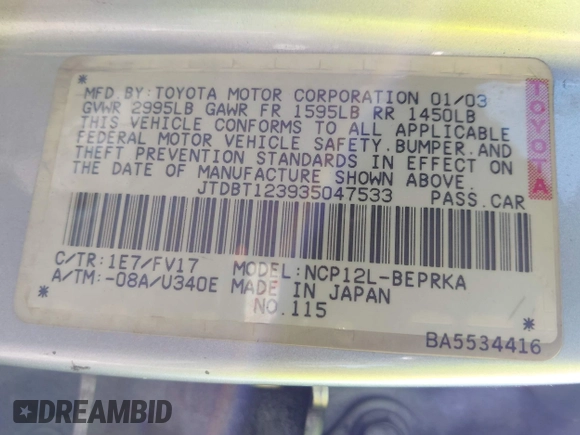 MFD.BY:TOYOTA MOTOR CORPORATION 01/03
GVWR 2995LB GAWR FR 1595LB RR 1450LB
THIS VEHICLE CONFORMS TO ALL APPLICABLE
FEDERAL MOTOR VEHICLE SAFETY,BUMPER,AND
THEFT PREVENTION STANDARDS IN EFFECT ON
THE DATE OF MANUFACTURE SHOWN ABOVE.
JTDBT123935047533 PASS.CAR
C/TR:1E7/FV17 MODEL:NCP12L-BEPRKA
A/TM:-08A/U340E MADE IN JAPAN
NO.115
BA5534416
TOYOTA
DREAMBID